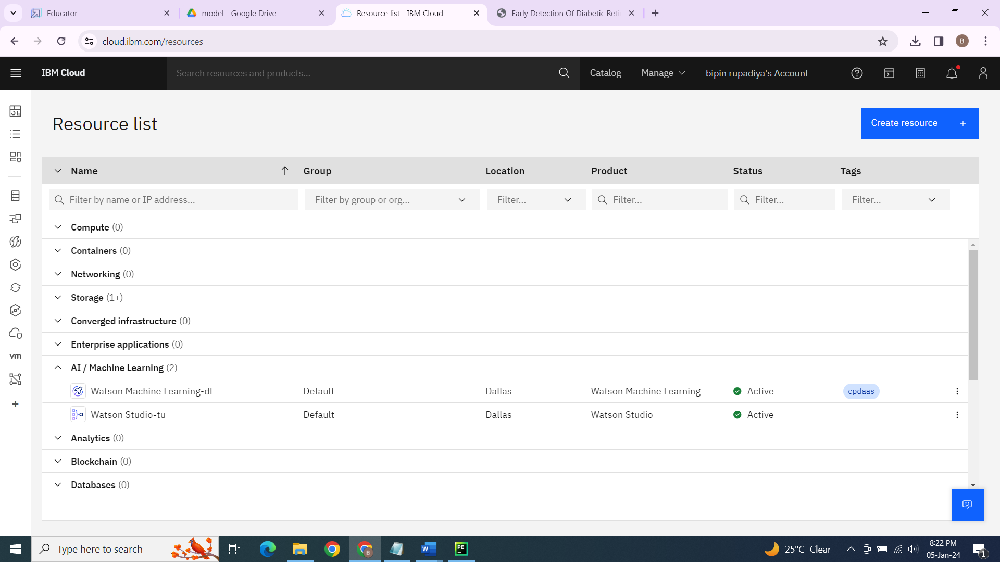 Educator
model - Google Drive
Resource list - IBM Cloud
Early Detection Of Diabetic Reti
cloud.ibm.com/resources
B
IBM Cloud
Search resources and products...
Catalog
Manage
bipin rupadiya's Account
Resource list
Create resource +
Name
Group
Location
Product
Status
Tags
Filter by name or IP address...
Filter by group or org...
Filter...
Filter...
Filter...
Filter...
Compute (0)
Containers (0)
Networking (0)
Storage (1+)
Converged infrastructure (0)
Enterprise applications (0)
vm
AI / Machine Learning (2)
Watson Machine Learning-dl Default Dallas Watson Machine Learning Active cpdaas
Watson Studio-tu Default Dallas Watson Studio Active —
Analytics (0)
Blockchain (0)
Databases (0)
Type here to search
B
W
PE
25°C Clear
8:22 PM
05-Jan-24
1